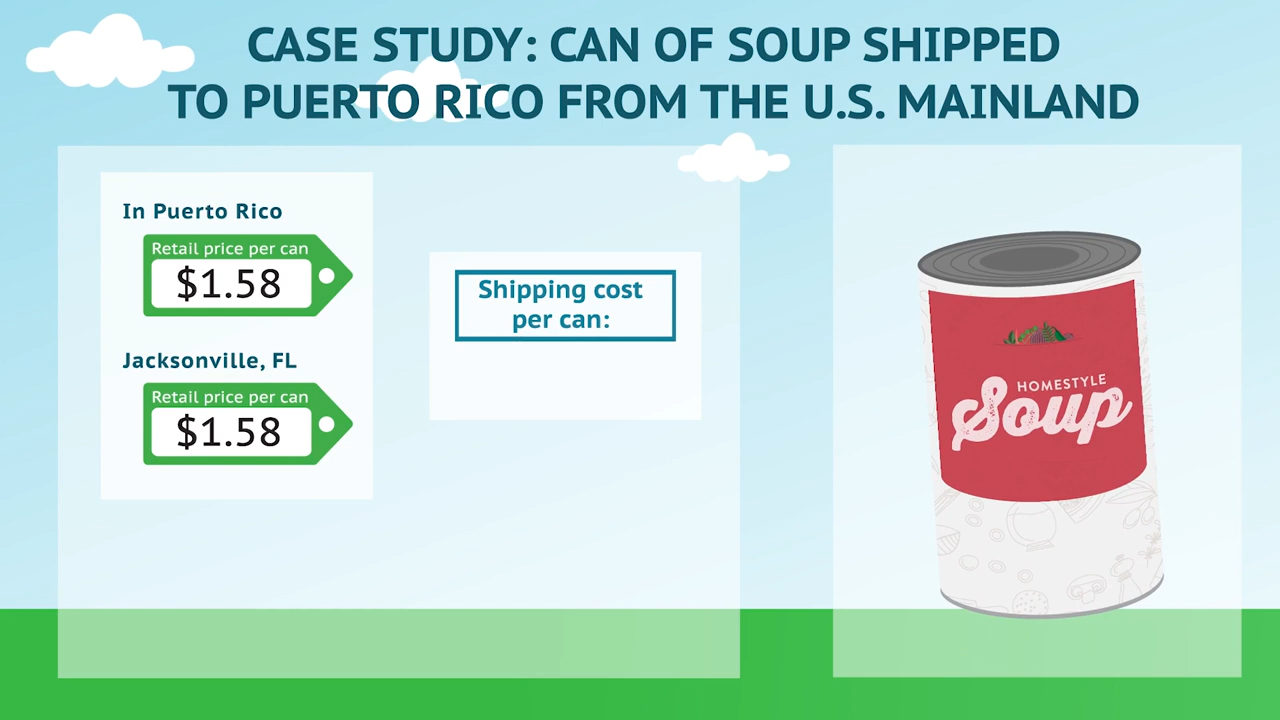 CASE STUDY: CAN OF SOUP SHIPPED
TO PUERTO RICO FROM THE U.S. MAINLAND
In Puerto Rico
Retail price per can
$1.58
Jacksonville, FL
Retail price per can
$1.58
Shipping cost
per can:
HOMESTYLE
Soup